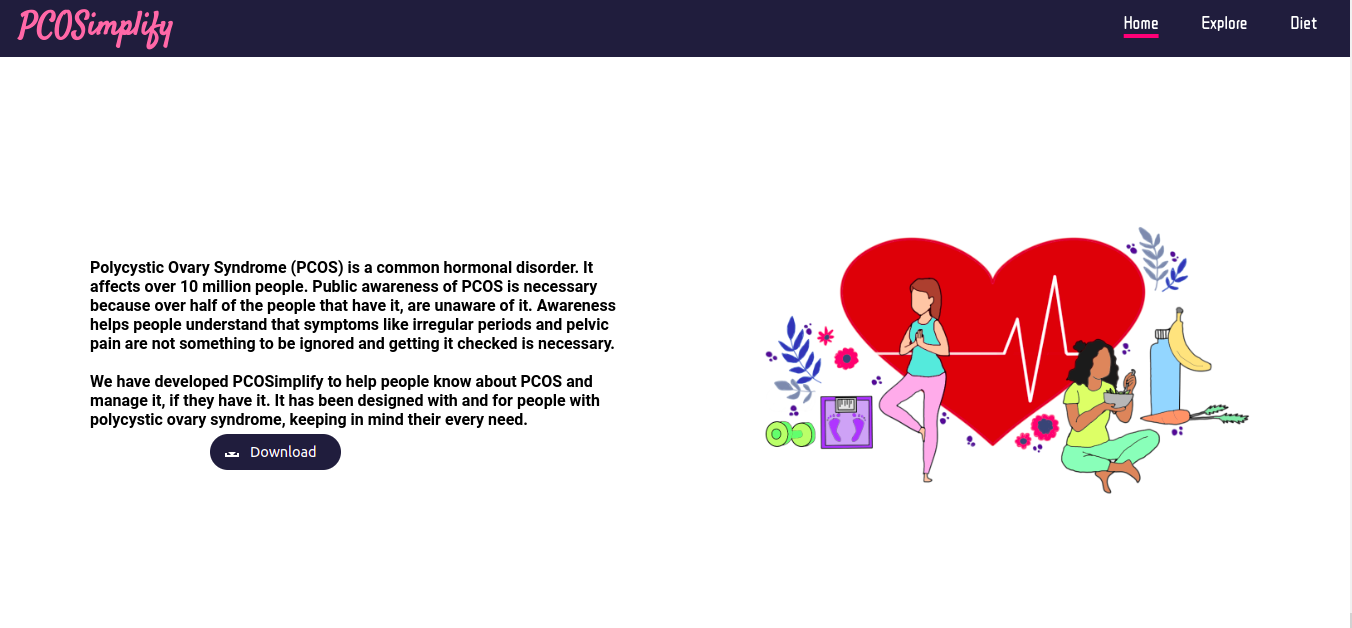 PCOSimplify
Home Explore Diet
Polycystic Ovary Syndrome (PCOS) is a common hormonal disorder. It
affects over 10 million people. Public awareness of PCOS is necessary
because over half of the people that have it, are unaware of it. Awareness
helps people understand that symptoms like irregular periods and pelvic
pain are not something to be ignored and getting it checked is necessary.
We have developed PCOSimplify to help people know about PCOS and
manage it, if they have it. It has been designed with and for people with
polycystic ovary syndrome, keeping in mind their every need.
Download